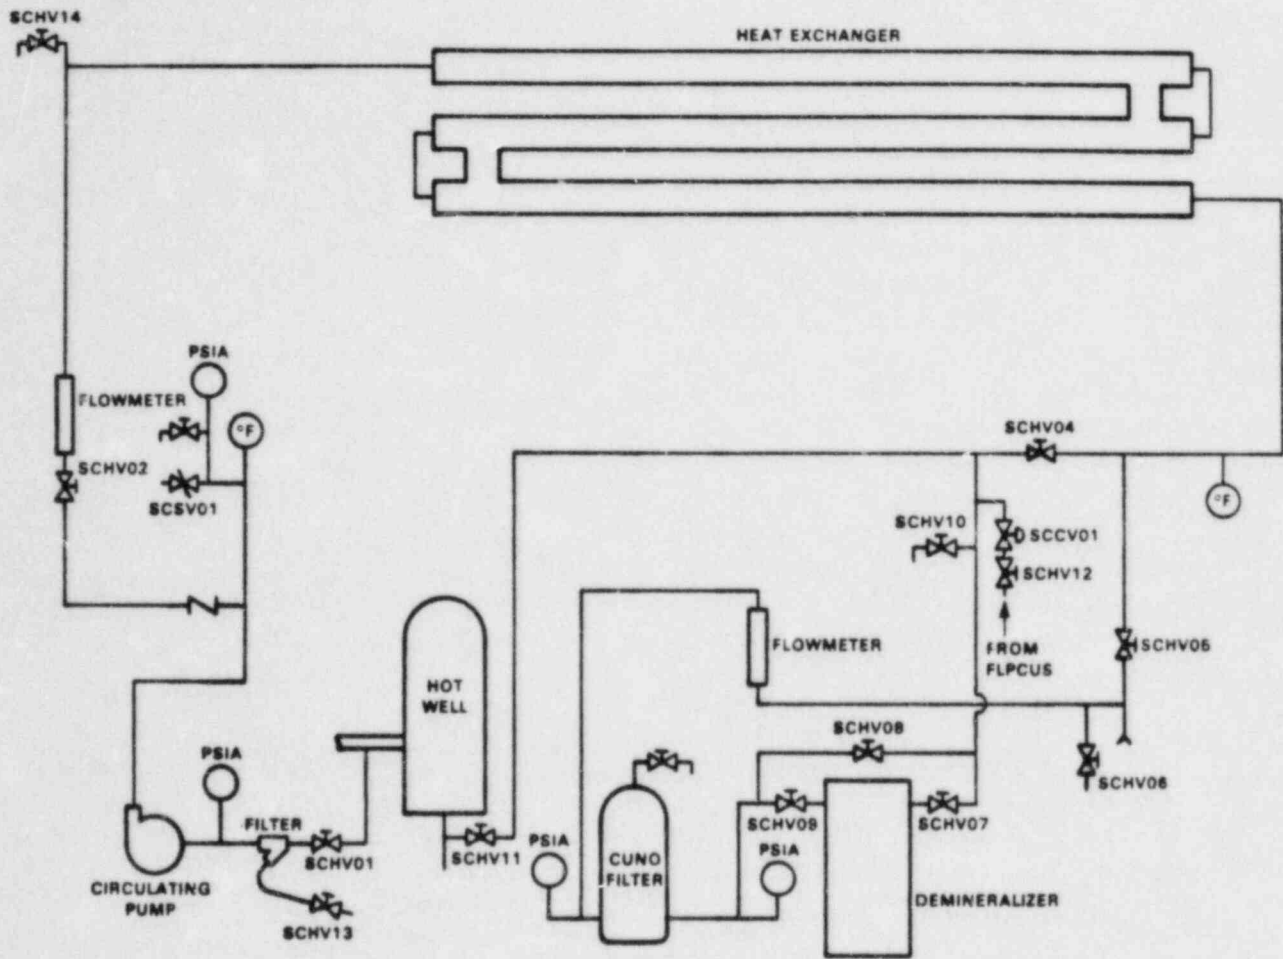 SCHV14
HEAT EXCHANGER
PSIA
FLOWMETER
°F
SCHV02
SCSV01
SCHV04
°F
SCHV10
SCCV01
SCHV12
FROM
FLPCUS
FLOWMETER
SCHV05
HOT
WELL
SCHV08
SCHV06
PSIA
FILTER
SCHV01
SCHV11
PSIA
CUNO
FILTER
SCHV09
PSIA
SCHV07
CIRCULATING
PUMP
SCHV13
DEMINERALIZER